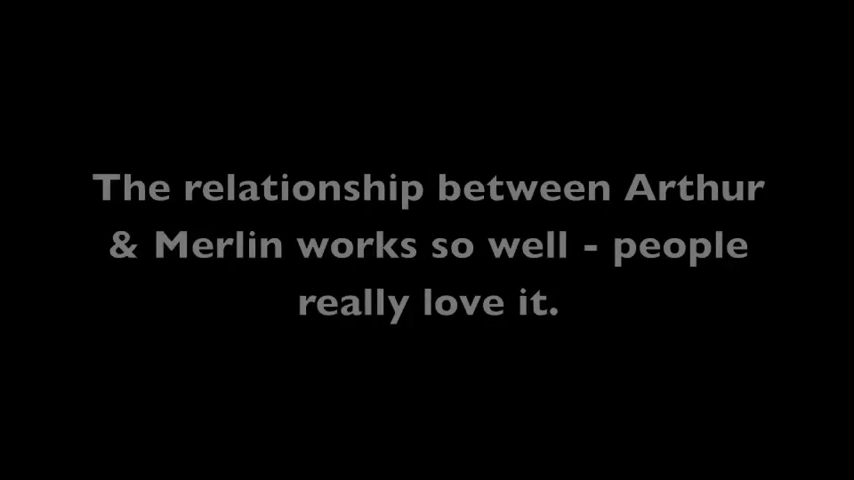 The relationship between Arthur
& Merlin works so well - people
really love it.